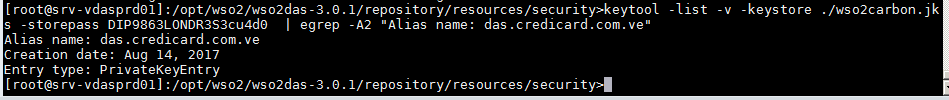 [root@srv-vdasprd01]:/opt/wso2/wso2das-3.0.1/repository/resources/security>keytool -list -v -keystore ./wso2carbon.jk
s -storepass DIP9863LONDR3S3cu4d0  | egrep -A2 "Alias name: das.credicard.com.ve"
Alias name: das.credicard.com.ve
Creation date: Aug 14, 2017
Entry type: PrivateKeyEntry
[root@srv-vdasprd01]:/opt/wso2/wso2das-3.0.1/repository/resources/security>